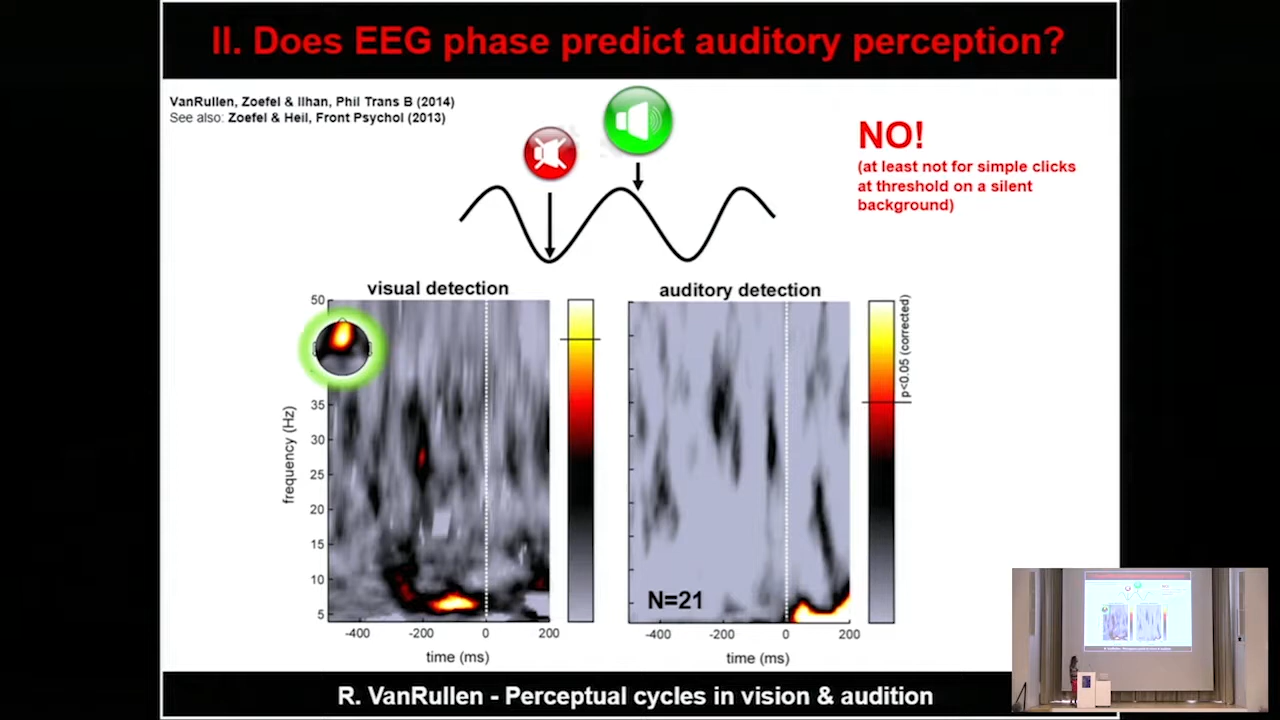 II. Does EEG phase predict auditory perception?
VanRullen, Zoefel & Ilhan, Phil Trans B (2014)
See also: Zoefel & Heil, Front Psychol (2013)
NO!
(at least not for simple clicks
at threshold on a silent
background)
visual detection
auditory detection
50
35
30
25
20
15
10
5
frequency (Hz)
-400
-200
0
200
time (ms)
N=21
-400
-200
0
200
time (ms)
p<0.05 (corrected)
R. VanRullen - Perceptual cycles in vision & audition